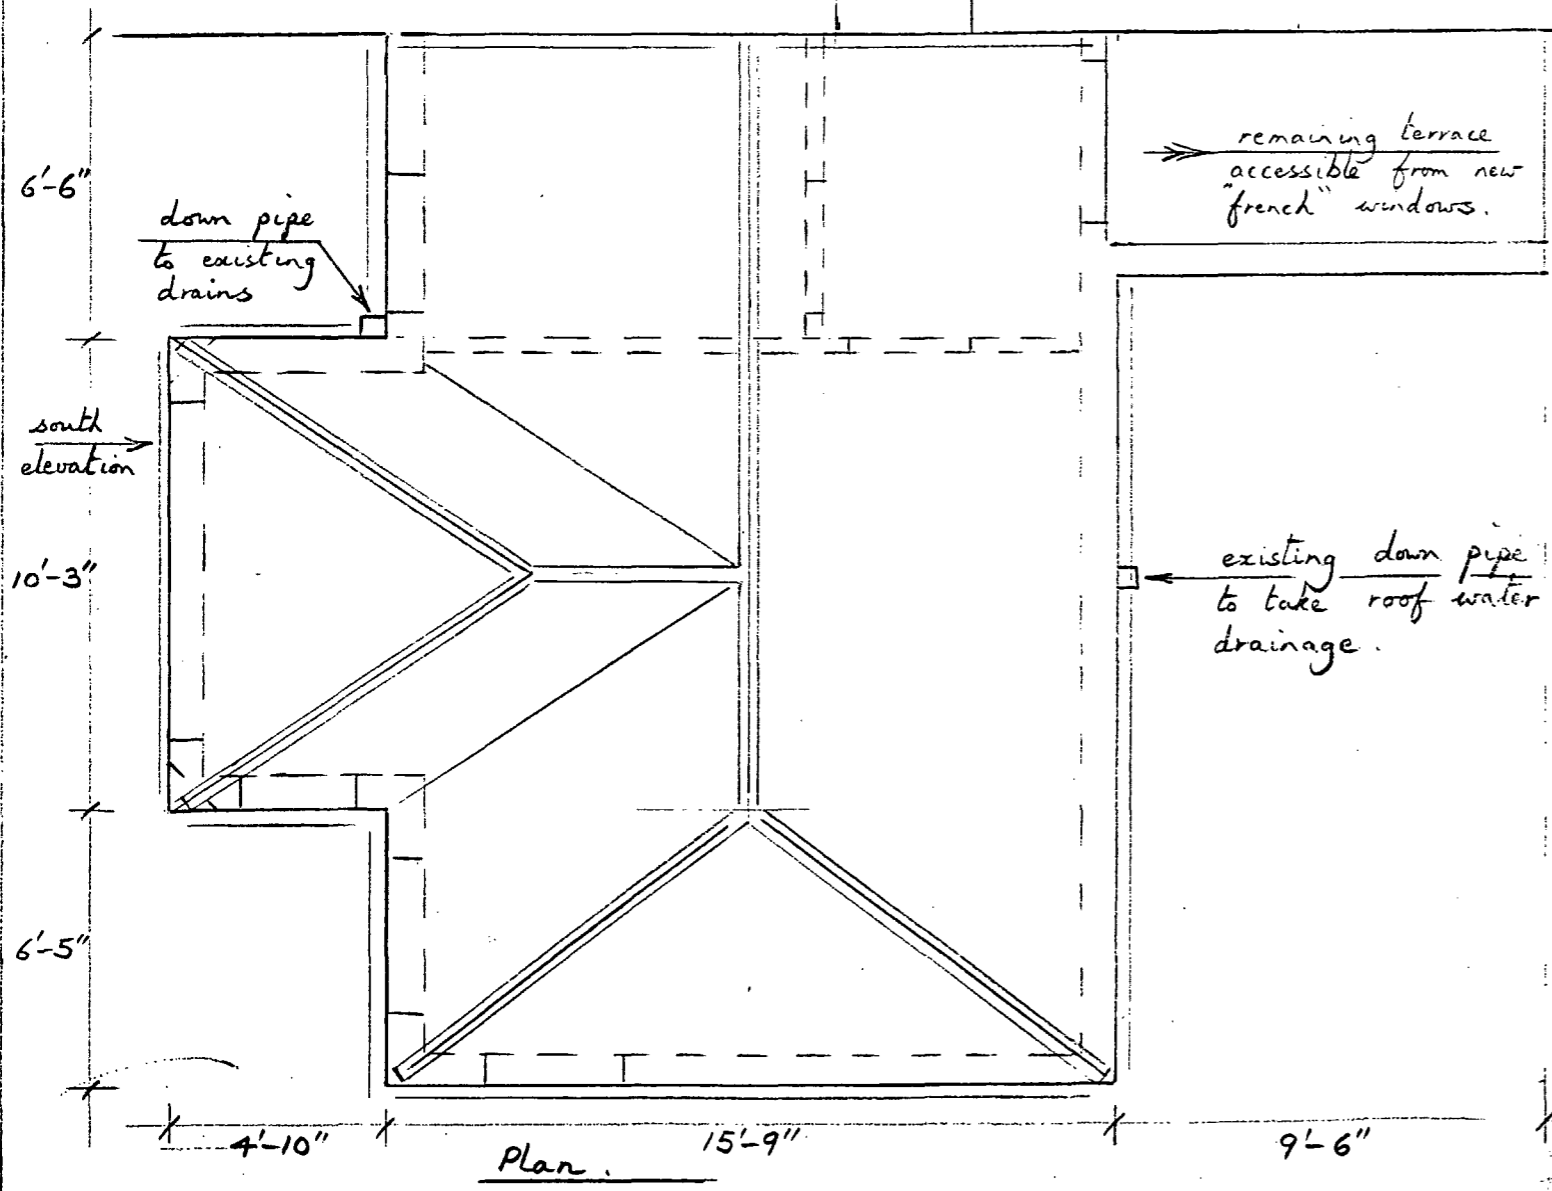 remaining terrace
accessible from new
"french" windows.
6'-6"
down pipe
to existing
drains
south
elevation
10'-3"
existing down pipe
to take roof water
drainage.
6'-5"
4'-10"
15'-9"
9'-6"
Plan.